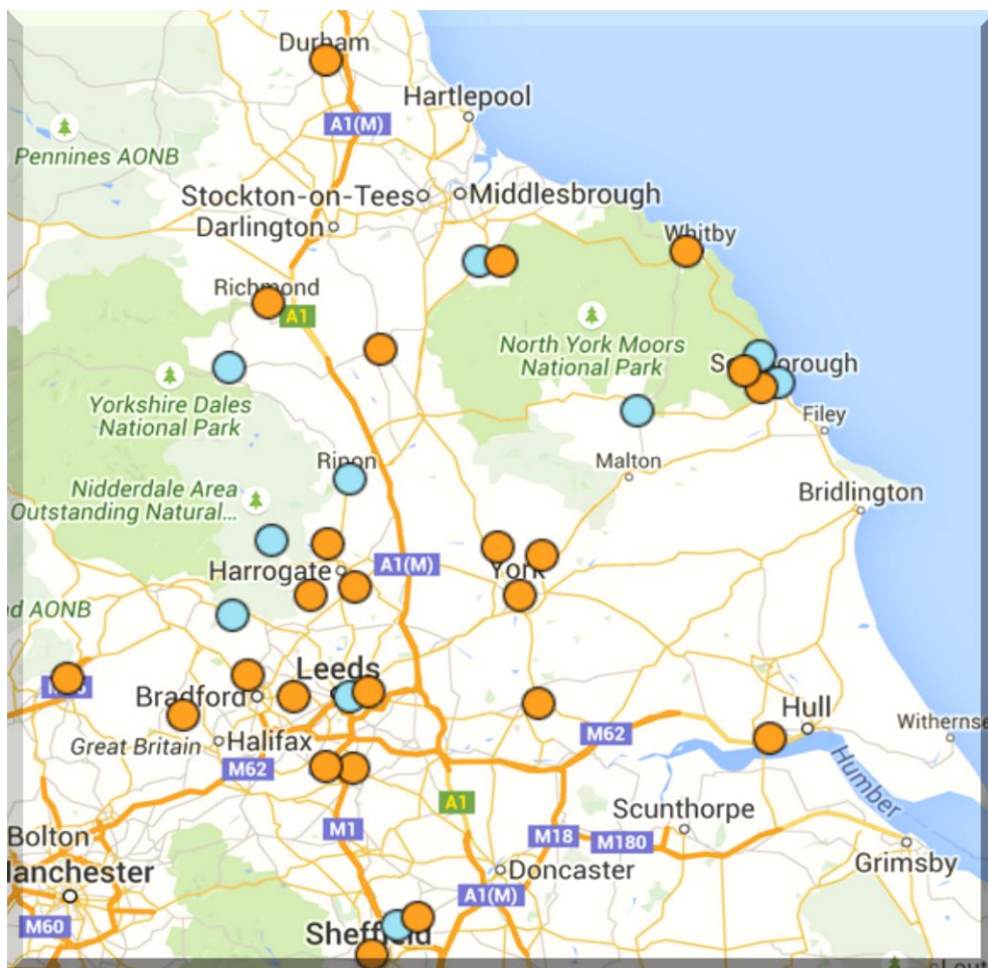 Durham
Hartlepool
A1(M)
Pennines AONB
Stockton-on-Tees
Middlesbrough
Darlington
Whitby
Richmond
A1
North York Moors
National Park
Scarborough
Yorkshire Dales
National Park
Filey
Ripon
Malton
Nidderdale Area
Outstanding Natural...
Bridlington
Harrogate
A1(M)
York
d AONB
Leeds
Bradford
Hull
Withernse
Great Britain
Halifax
M62
M62
Humber
A1
Scunthorpe
Bolton
M1
M18
M180
Grimsby
lanchester
Doncaster
A1(M)
M60
Sheffield